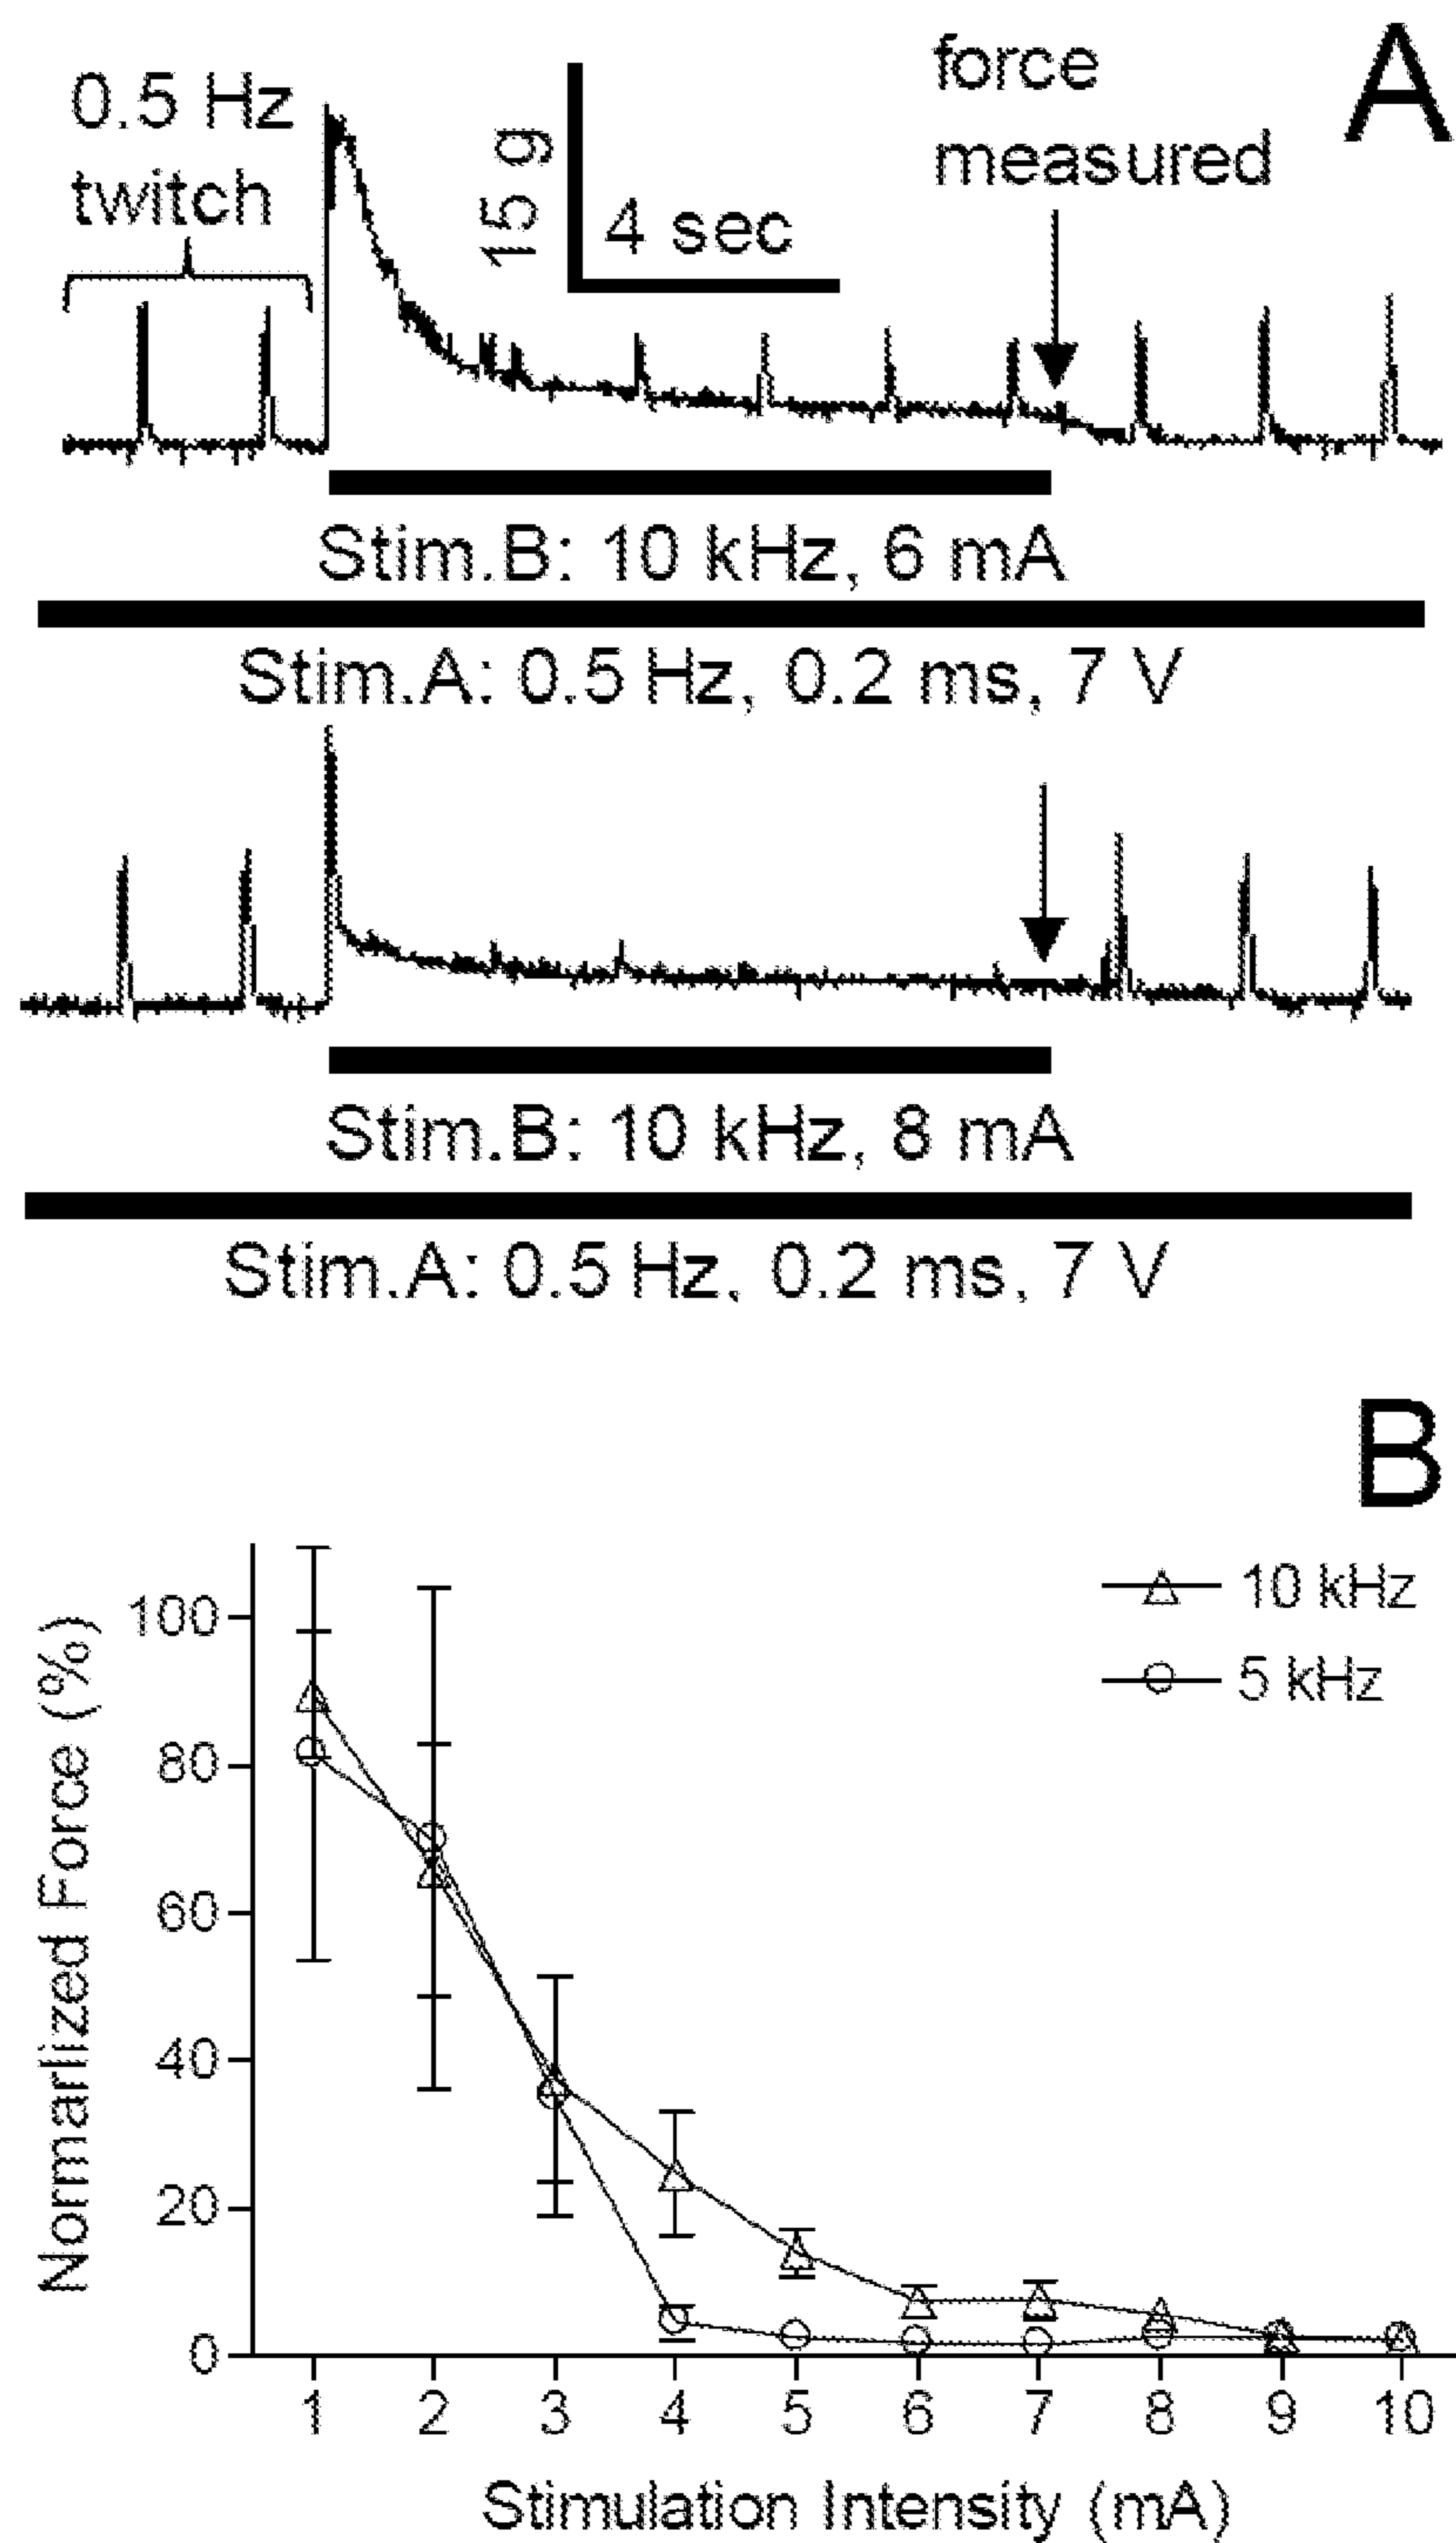 A
0.5 Hz
twitch
15 g
4 sec
force
measured
Stim.B: 10 kHz, 6 mA
Stim.A: 0.5 Hz, 0.2 ms, 7 V
Stim.B: 10 kHz, 8 mA
Stim.A: 0.5 Hz, 0.2 ms, 7 V
B
10 kHz
5 kHz
Normarlized Force (%)
100
80
60
40
20
0
1 2 3 4 5 6 7 8 9 10
Stimulation Intensity (mA)